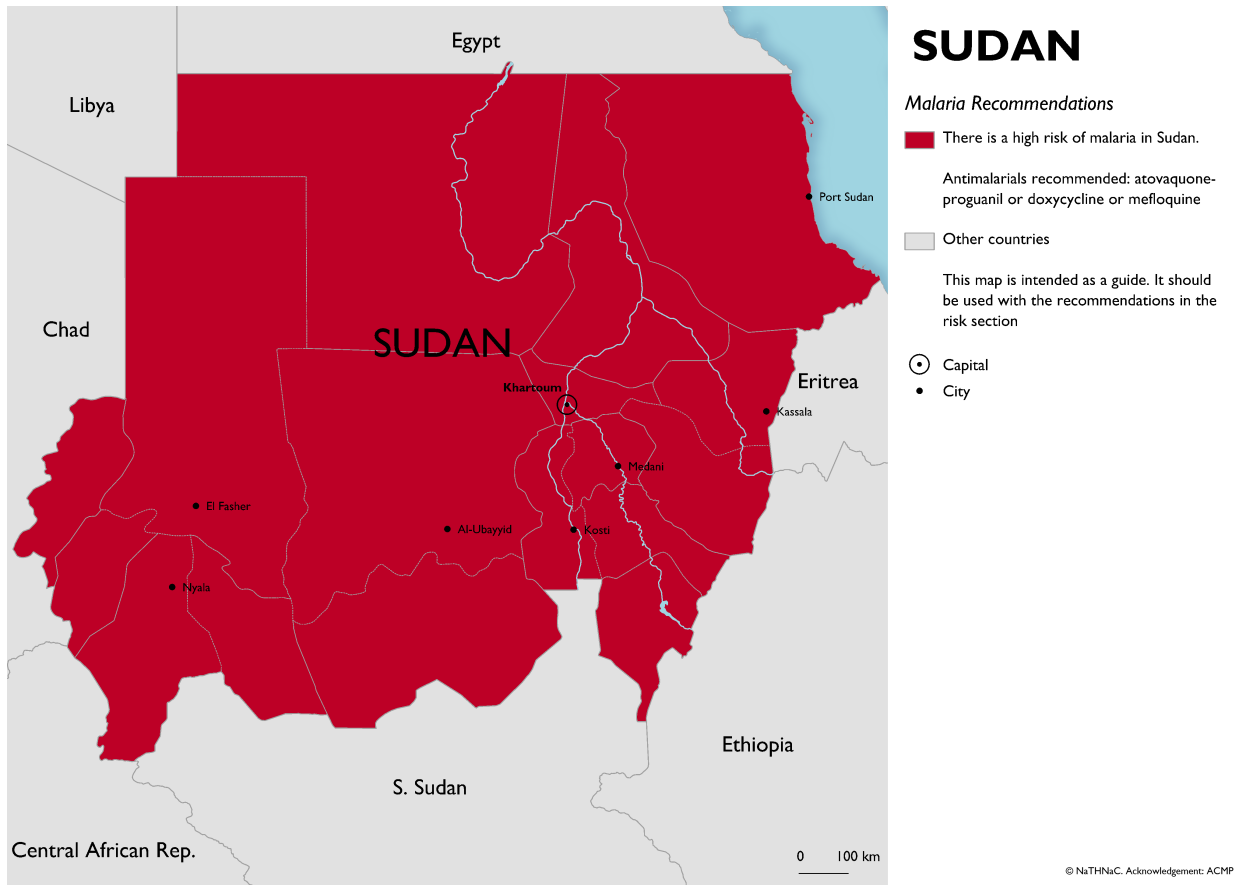 Egypt
Libya
Port Sudan
Chad
SUDAN
Khartoum
Eritrea
Kassala
Medani
El Fasher
Al-Ubayyid
Kosti
Nyala
Ethiopia
S. Sudan
Central African Rep.
0 100 km
SUDAN
Malaria Recommendations
There is a high risk of malaria in Sudan.
Antimalarials recommended: atovaquone-
proguanil or doxycycline or mefloquine
Other countries
This map is intended as a guide. It should
be used with the recommendations in the
risk section
Capital
City
© NaTHNaC. Acknowledgement: ACMP